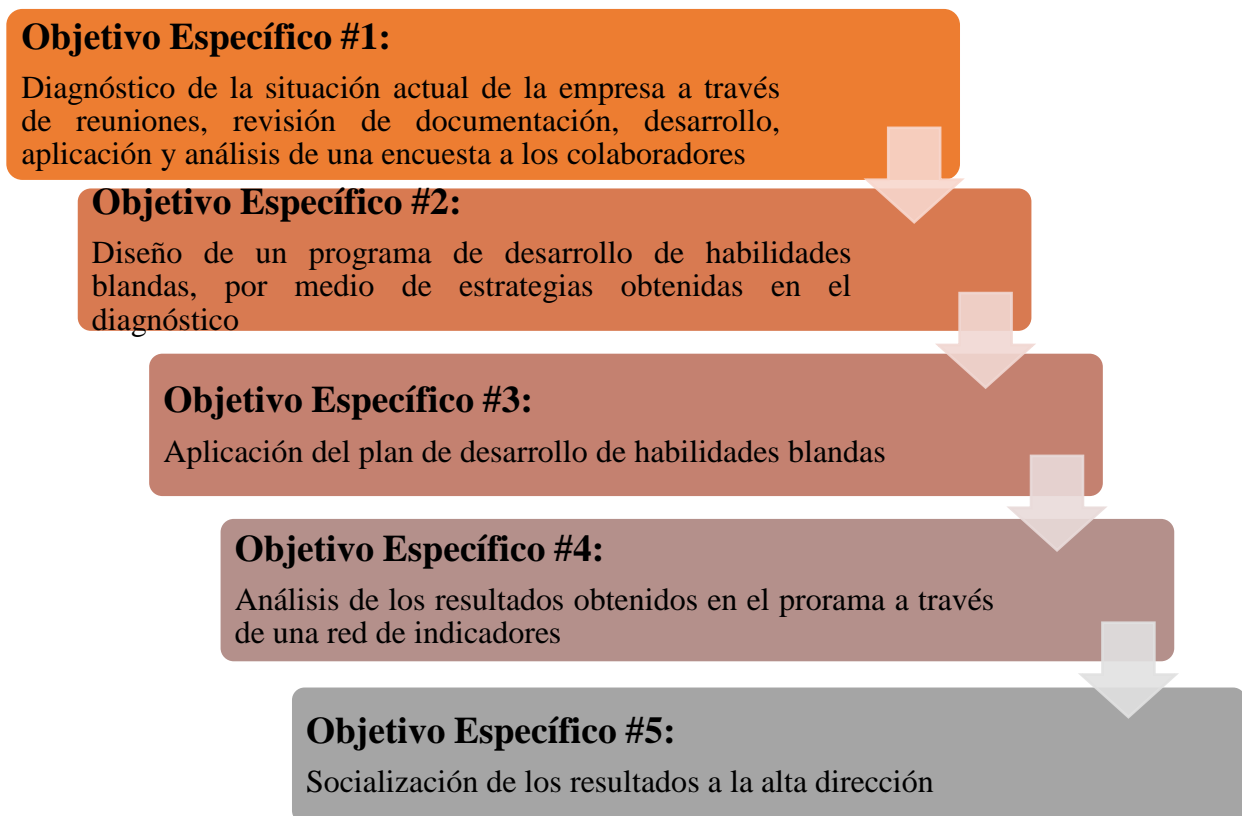 Objetivo Específico #1:
Diagnóstico de la situación actual de la empresa a través
de reuniones, revisión de documentación, desarrollo,
aplicación y análisis de una encuesta a los colaboradores
Objetivo Específico #2:
Diseño de un programa de desarrollo de habilidades
blandas, por medio de estrategias obtenidas en el
diagnóstico
Objetivo Específico #3:
Aplicación del plan de desarrollo de habilidades blandas
Objetivo Específico #4:
Análisis de los resultados obtenidos en el prorama a través
de una red de indicadores
Objetivo Específico #5:
Socialización de los resultados a la alta dirección